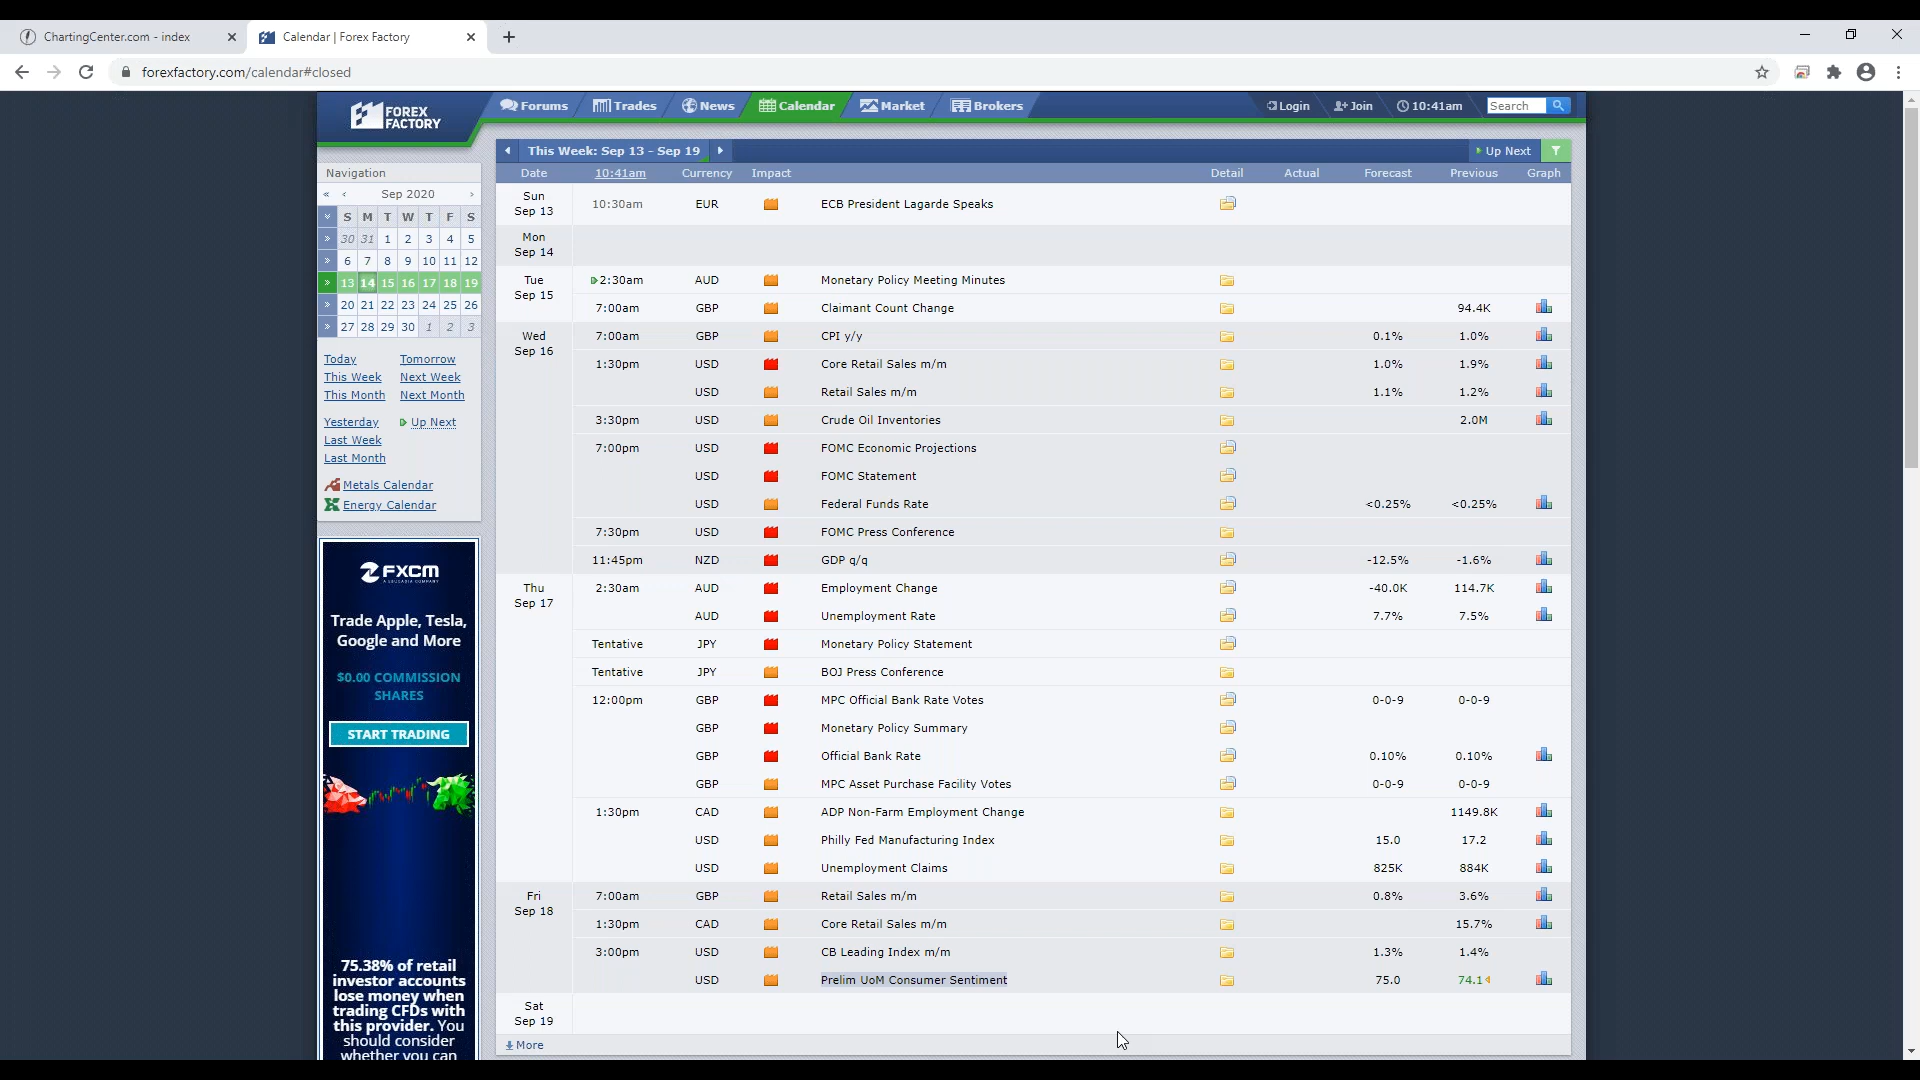 ChartingCenter.com - index
Calendar | Forex Factory
forexfactory.com/calendar#closed
FOREX FACTORY
Forums Trades News Calendar Market Brokers Login Join 10:41am Search
Navigation
« ‹ Sep 2020 ›
S M T W T F S
» 30 31 1 2 3 4 5
» 6 7 8 9 10 11 12
» 13 14 15 16 17 18 19
» 20 21 22 23 24 25 26
» 27 28 29 30 1 2 3
Today Tomorrow
This Week Next Week
This Month Next Month
Yesterday Up Next
Last Week
Last Month
Metals Calendar
Energy Calendar
FXCM
Trade Apple, Tesla,
Google and More
$0.00 COMMISSION
SHARES
START TRADING
75.38% of retail
investor accounts
lose money when
trading CFDs with
this provider. You
should consider
whether you can
This Week: Sep 13 - Sep 19 Up Next
Date 10:41am Currency Impact Detail Actual Forecast Previous Graph
Sun Sep 13 10:30am EUR ECB President Lagarde Speaks
Mon Sep 14
Tue Sep 15 2:30am AUD Monetary Policy Meeting Minutes
7:00am GBP Claimant Count Change 94.4K
Wed Sep 16 7:00am GBP CPI y/y 0.1% 1.0%
1:30pm USD Core Retail Sales m/m 1.0% 1.9%
USD Retail Sales m/m 1.1% 1.2%
3:30pm USD Crude Oil Inventories 2.0M
7:00pm USD FOMC Economic Projections
USD FOMC Statement
USD Federal Funds Rate <0.25% <0.25%
7:30pm USD FOMC Press Conference
11:45pm NZD GDP q/q -12.5% -1.6%
Thu Sep 17 2:30am AUD Employment Change -40.0K 114.7K
AUD Unemployment Rate 7.7% 7.5%
Tentative JPY Monetary Policy Statement
Tentative JPY BOJ Press Conference
12:00pm GBP MPC Official Bank Rate Votes 0-0-9 0-0-9
GBP Monetary Policy Summary
GBP Official Bank Rate 0.10% 0.10%
GBP MPC Asset Purchase Facility Votes 0-0-9 0-0-9
1:30pm CAD ADP Non-Farm Employment Change 1149.8K
USD Philly Fed Manufacturing Index 15.0 17.2
USD Unemployment Claims 825K 884K
Fri Sep 18 7:00am GBP Retail Sales m/m 0.8% 3.6%
1:30pm CAD Core Retail Sales m/m 15.7%
3:00pm USD CB Leading Index m/m 1.3% 1.4%
USD Prelim UoM Consumer Sentiment 75.0 74.1
Sat Sep 19
More